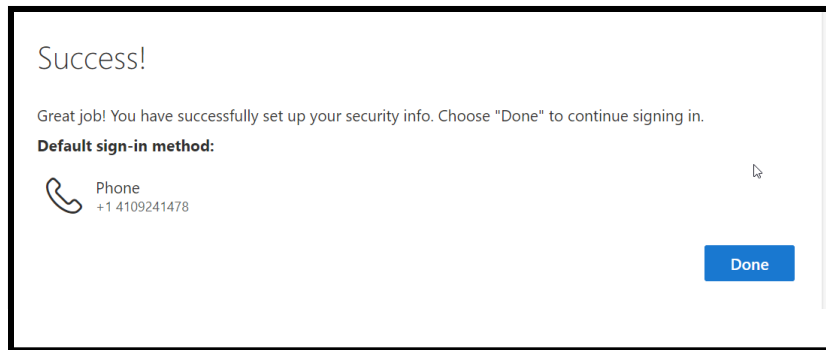 Success!
Great job! You have successfully set up your security info. Choose "Done" to continue signing in.
Default sign-in method:
Phone
+1 4109241478
Done